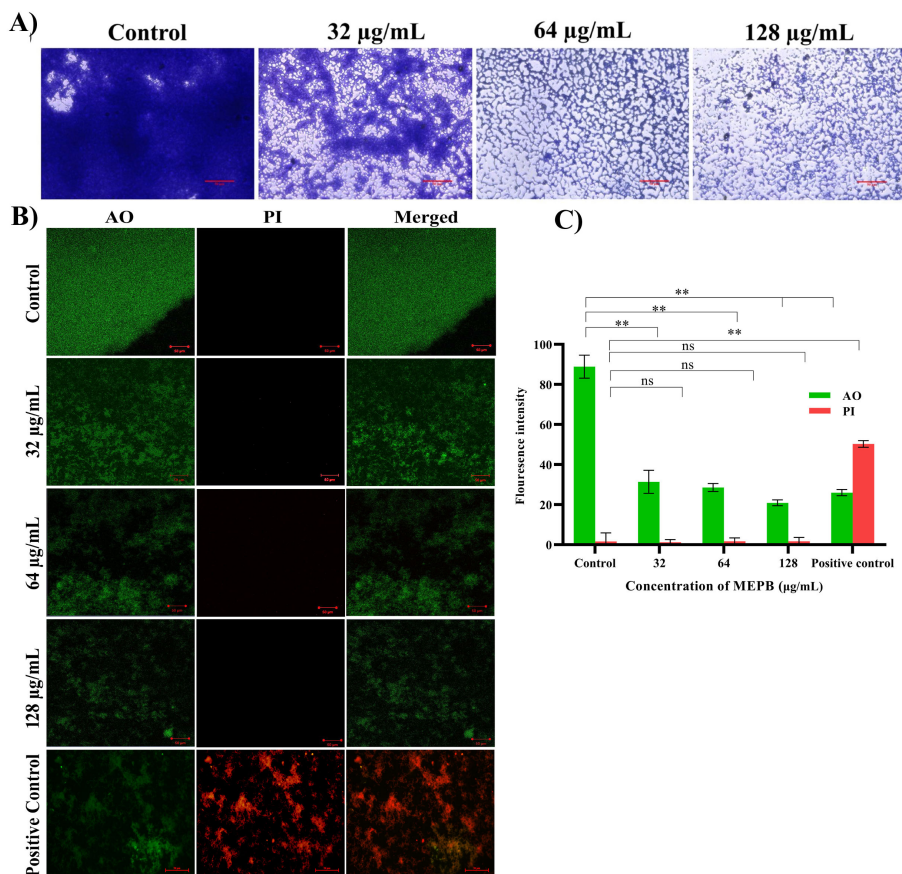 A)
Control 32 µg/mL 64 µg/mL 128 µg/mL
B)
AO PI Merged
Control
32 µg/mL
64 µg/mL
128 µg/mL
Positive Control
C)
**
**
** **
ns
ns
ns
100
80
60
40
20
0
Flouresence intensity
AO
PI
Control 32 64 128 Positive control
Concentration of MEPB (µg/mL)